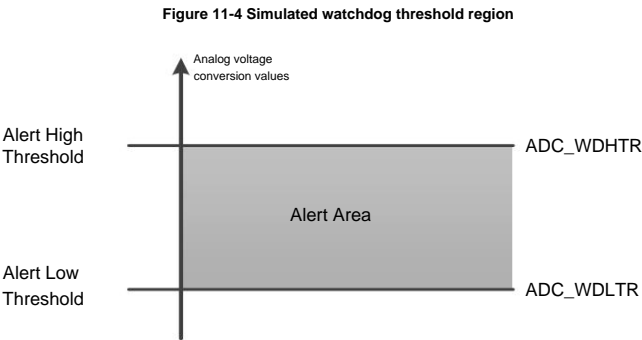 Figure 11-4 Simulated watchdog threshold region
Analog voltage
conversion values
Alert High
Threshold
ADC_WDHTR
Alert Area
Alert Low
Threshold
ADC_WDLTR